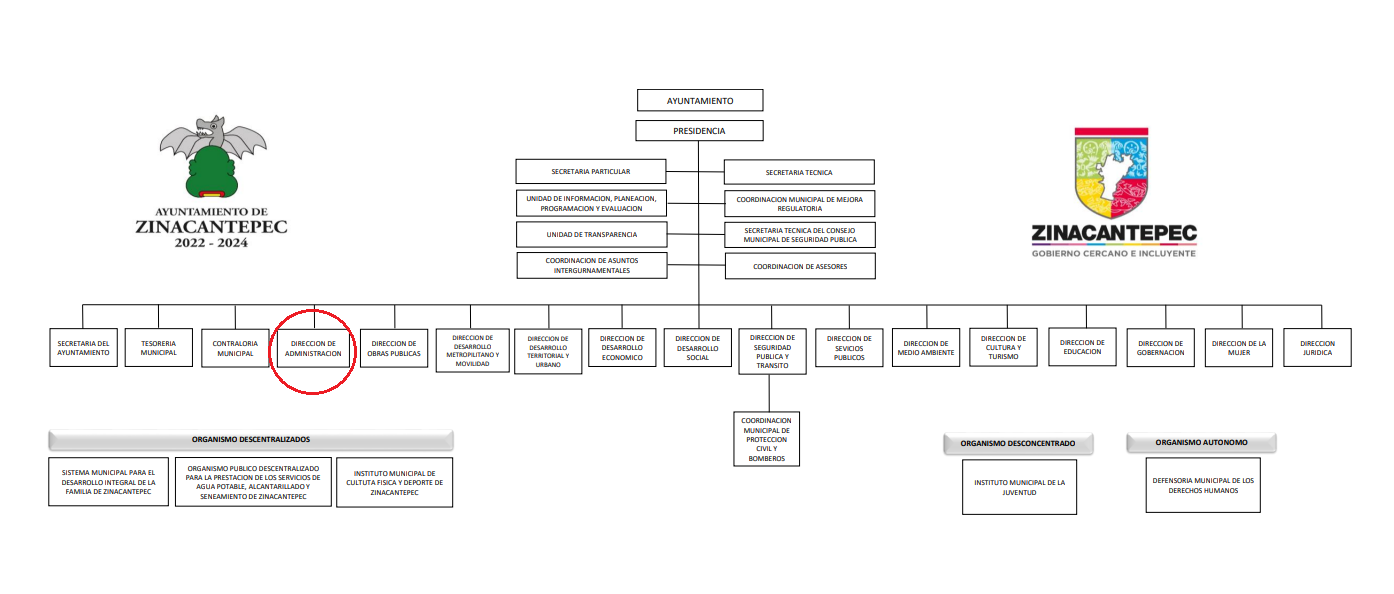 AYUNTAMIENTO
PRESIDENCIA
SECRETARIA PARTICULAR
SECRETARIA TECNICA
UNIDAD DE INFORMACION, PLANEACION,
PROGRAMACION Y EVALUACION
COORDINACION MUNICIPAL DE MEJORA
REGULATORIA
UNIDAD DE TRANSPARENCIA
SECRETARIA TECNICA DEL CONSEJO
MUNICIPAL DE SEGURIDAD PUBLICA
COORDINACION DE ASUNTOS
INTERGURNAMENTALES
COORDINACION DE ASESORES
AYUNTAMIENTO DE
ZINACANTEPEC
2022 - 2024
ZINACANTEPEC
GOBIERNO CERCANO E INCLUYENTE
SECRETARIA DEL
AYUNTAMIENTO
TESORERIA
MUNICIPAL
CONTRALORIA
MUNICIPAL
DIRECCION DE
ADMINISTRACION
DIRECCION DE
OBRAS PUBLICAS
DIRECCION DE
DESARROLLO
METROPILITANO Y
MOVILIDAD
DIRECCION DE
DESARROLLO
TERRITORIAL Y
URBANO
DIRECCION DE
DESARROLLO
ECONOMICO
DIRECCION DE
DESARROLLO
SOCIAL
DIRECCION DE
SEGURIDAD
PUBLICA Y
TRANSITO
DIRECCION DE
SEVICIOS
PUBLICOS
DIRECCION DE
MEDIO AMBIENTE
DIRECCION DE
CULTURA Y
TURISMO
DIRECCION DE
EDUCACION
DIRECCION DE
GOBERNACION
DIRECCION DE LA
MUJER
DIRECCION
JURIDICA
COORDINACION
MUNICIPAL DE
PROTECCION
CIVIL Y
BOMBEROS
ORGANISMO DESCENTRALIZADOS
SISTEMA MUNICIPAL PARA EL
DESARROLLO INTEGRAL DE LA
FAMILIA DE ZINACANTEPEC
ORGANISMO PUBLICO DESCENTRALIZADO
PARA LA PRESTACION DE LOS SERVICIOS DE
AGUA POTABLE, ALCANTARILLADO Y
SENEAMIENTO DE ZINACANTEPEC
INSTITUTO MUNICIPAL DE
CULTUTA FISICA Y DEPORTE DE
ZINACANTEPEC
ORGANISMO DESCONCENTRADO
INSTITUTO MUNICIPAL DE LA
JUVENTUD
ORGANISMO AUTONOMO
DEFENSORIA MUNICIPAL DE LOS
DERECHOS HUMANOS